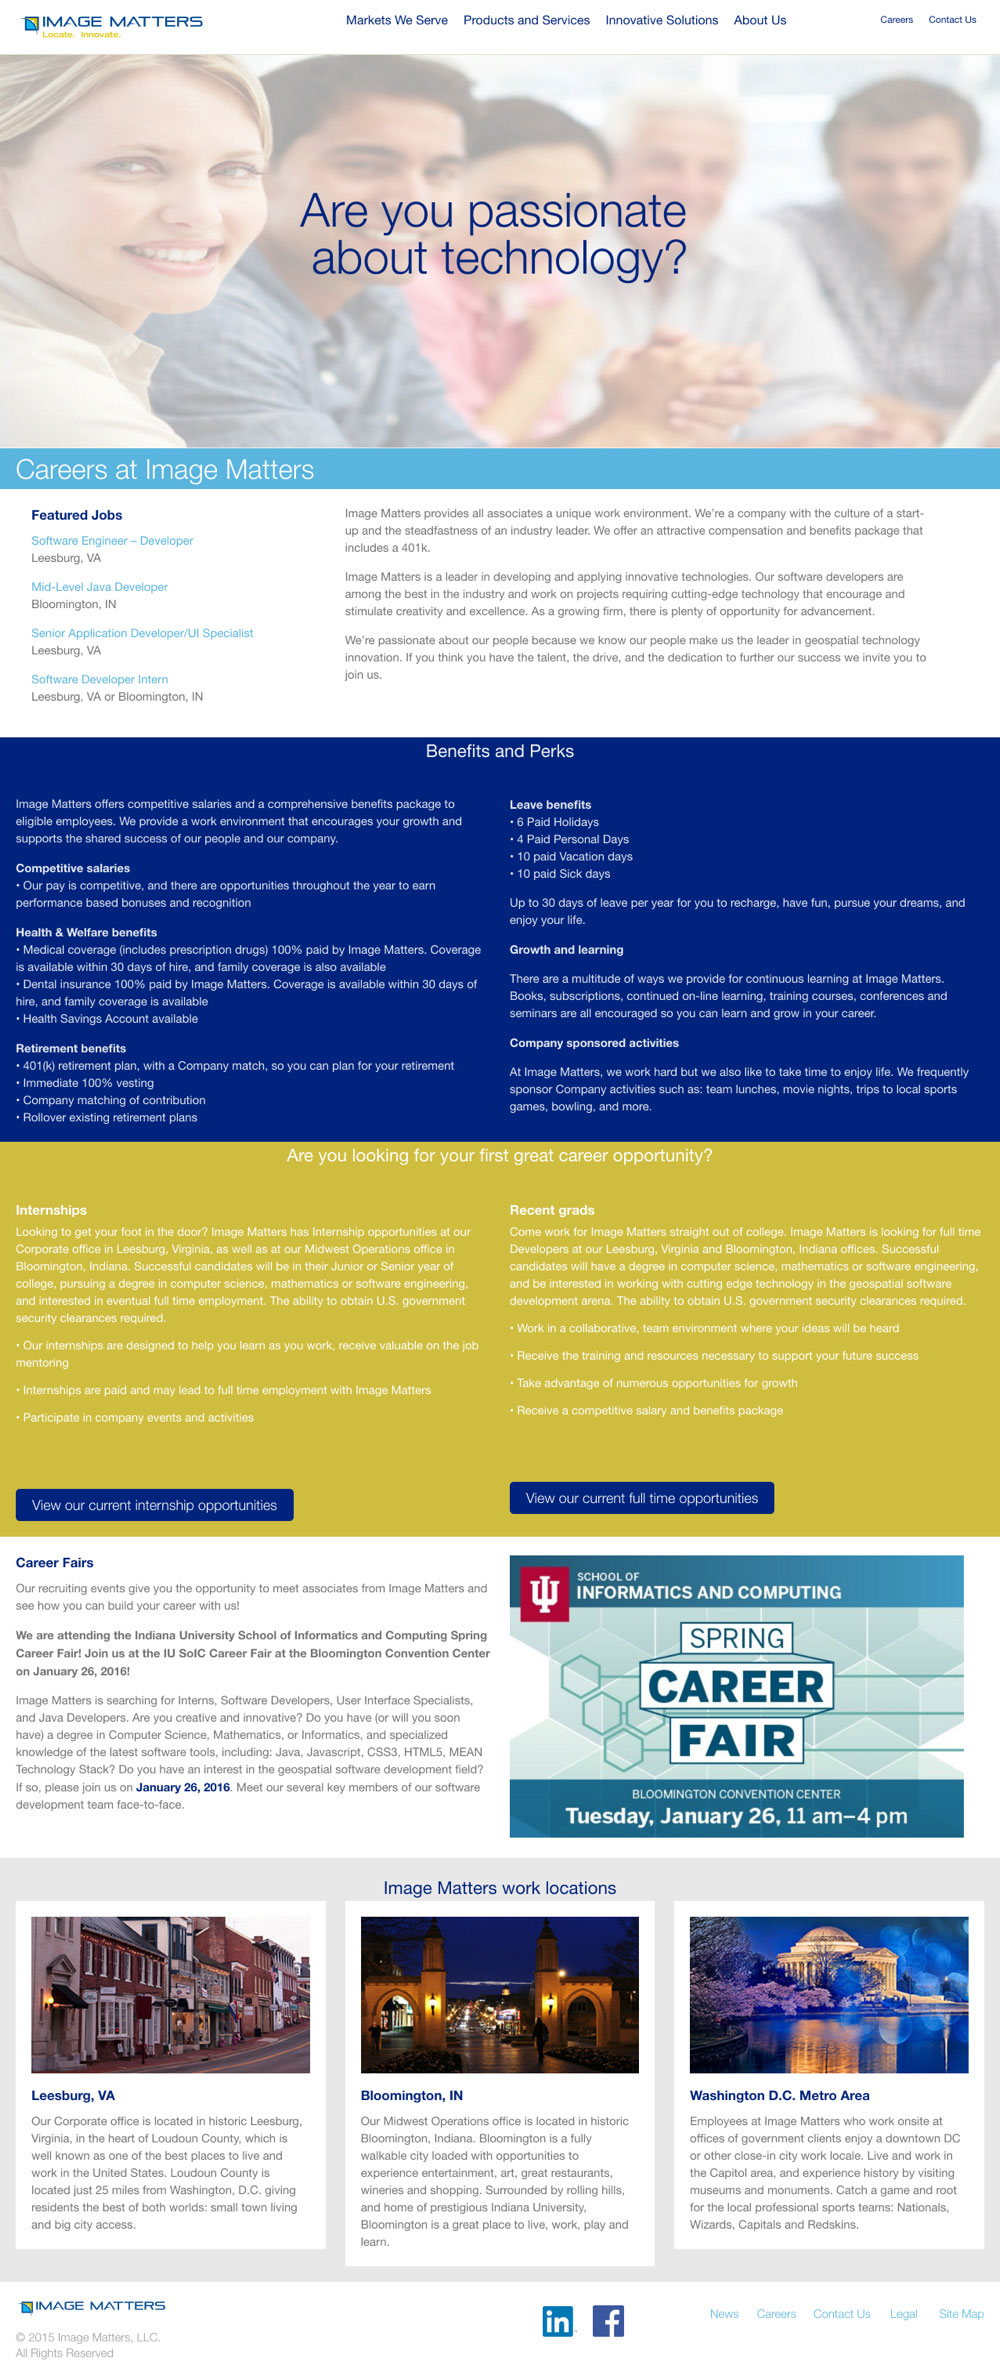 IMAGE MATTERS
Locate. Innovate.
Markets We Serve Products and Services Innovative Solutions About Us
Careers Contact Us
Are you passionate
about technology?
Careers at Image Matters
Featured Jobs
Software Engineer – Developer
Leesburg, VA
Mid-Level Java Developer
Bloomington, IN
Senior Application Developer/UI Specialist
Leesburg, VA
Software Developer Intern
Leesburg, VA or Bloomington, IN
Image Matters provides all associates a unique work environment. We're a company with the culture of a start-
up and the steadfastness of an industry leader. We offer an attractive compensation and benefits package that
includes a 401k.
Image Matters is a leader in developing and applying innovative technologies. Our software developers are
among the best in the industry and work on projects requiring cutting-edge technology that encourage and
stimulate creativity and excellence. As a growing firm, there is plenty of opportunity for advancement.
We're passionate about our people because we know our people make us the leader in geospatial technology
innovation. If you think you have the talent, the drive, and the dedication to further our success we invite you to
join us.
Benefits and Perks
Image Matters offers competitive salaries and a comprehensive benefits package to
eligible employees. We provide a work environment that encourages your growth and
supports the shared success of our people and our company.
Competitive salaries
• Our pay is competitive, and there are opportunities throughout the year to earn
performance based bonuses and recognition
Health & Welfare benefits
• Medical coverage (includes prescription drugs) 100% paid by Image Matters. Coverage
is available within 30 days of hire, and family coverage is also available
• Dental insurance 100% paid by Image Matters. Coverage is available within 30 days of
hire, and family coverage is available
• Health Savings Account available
Retirement benefits
• 401(k) retirement plan, with a Company match, so you can plan for your retirement
• Immediate 100% vesting
• Company matching of contribution
• Rollover existing retirement plans
Leave benefits
• 6 Paid Holidays
• 4 Paid Personal Days
• 10 paid Vacation days
• 10 paid Sick days
Up to 30 days of leave per year for you to recharge, have fun, pursue your dreams, and
enjoy your life.
Growth and learning
There are a multitude of ways we provide for continuous learning at Image Matters.
Books, subscriptions, continued on-line learning, training courses, conferences and
seminars are all encouraged so you can learn and grow in your career.
Company sponsored activities
At Image Matters, we work hard but we also like to take time to enjoy life. We frequently
sponsor Company activities such as: team lunches, movie nights, trips to local sports
games, bowling, and more.
Are you looking for your first great career opportunity?
Internships
Looking to get your foot in the door? Image Matters has Internship opportunities at our
Corporate office in Leesburg, Virginia, as well as at our Midwest Operations office in
Bloomington, Indiana. Successful candidates will be in their Junior or Senior year of
college, pursuing a degree in computer science, mathematics or software engineering,
and interested in eventual full time employment. The ability to obtain U.S. government
security clearances required.
• Our internships are designed to help you learn as you work, receive valuable on the job
mentoring
• Internships are paid and may lead to full time employment with Image Matters
• Participate in company events and activities
View our current internship opportunities
Recent grads
Come work for Image Matters straight out of college. Image Matters is looking for full time
Developers at our Leesburg, Virginia and Bloomington, Indiana offices. Successful
candidates will have a degree in computer science, mathematics or software engineering,
and be interested in working with cutting edge technology in the geospatial software
development arena. The ability to obtain U.S. government security clearances required.
• Work in a collaborative, team environment where your ideas will be heard
• Receive the training and resources necessary to support your future success
• Take advantage of numerous opportunities for growth
• Receive a competitive salary and benefits package
View our current full time opportunities
Career Fairs
Our recruiting events give you the opportunity to meet associates from Image Matters and
see how you can build your career with us!
We are attending the Indiana University School of Informatics and Computing Spring
Career Fair! Join us at the IU SoIC Career Fair at the Bloomington Convention Center
on January 26, 2016!
Image Matters is searching for Interns, Software Developers, User Interface Specialists,
and Java Developers. Are you creative and innovative? Do you have (or will you soon
have) a degree in Computer Science, Mathematics, or Informatics, and specialized
knowledge of the latest software tools, including: Java, Javascript, CSS3, HTML5, MEAN
Technology Stack? Do you have an interest in the geospatial software development field?
If so, please join us on January 26, 2016. Meet our several key members of our software
development team face-to-face.
SCHOOL OF
INFORMATICS AND COMPUTING
SPRING
CAREER
FAIR
BLOOMINGTON CONVENTION CENTER
Tuesday, January 26, 11 am–4 pm
Image Matters work locations
Leesburg, VA
Our Corporate office is located in historic Leesburg,
Virginia, in the heart of Loudoun County, which is
well known as one of the best places to live and
work in the United States. Loudoun County is
located just 25 miles from Washington, D.C. giving
residents the best of both worlds: small town living
and big city access.
Bloomington, IN
Our Midwest Operations office is located in historic
Bloomington, Indiana. Bloomington is a fully
walkable city loaded with opportunities to
experience entertainment, art, great restaurants,
wineries and shopping. Surrounded by rolling hills,
and home of prestigious Indiana University,
Bloomington is a great place to live, work, play and
learn.
Washington D.C. Metro Area
Employees at Image Matters who work onsite at
offices of government clients enjoy a downtown DC
or other close-in city work locale. Live and work in
the Capitol area, and experience history by visiting
museums and monuments. Catch a game and root
for the local professional sports teams: Nationals,
Wizards, Capitals and Redskins.
IMAGE MATTERS
© 2015 Image Matters, LLC.
All Rights Reserved
in
f
News Careers Contact Us Legal Site Map